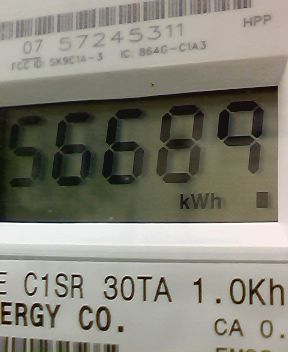 HPP
07 57245311
FCC ID: SK9C1A-3 IC: 864G-C1A3
56689
kWh
E C1SR 30TA 1.0Kh
ERGY CO.
CA 0.